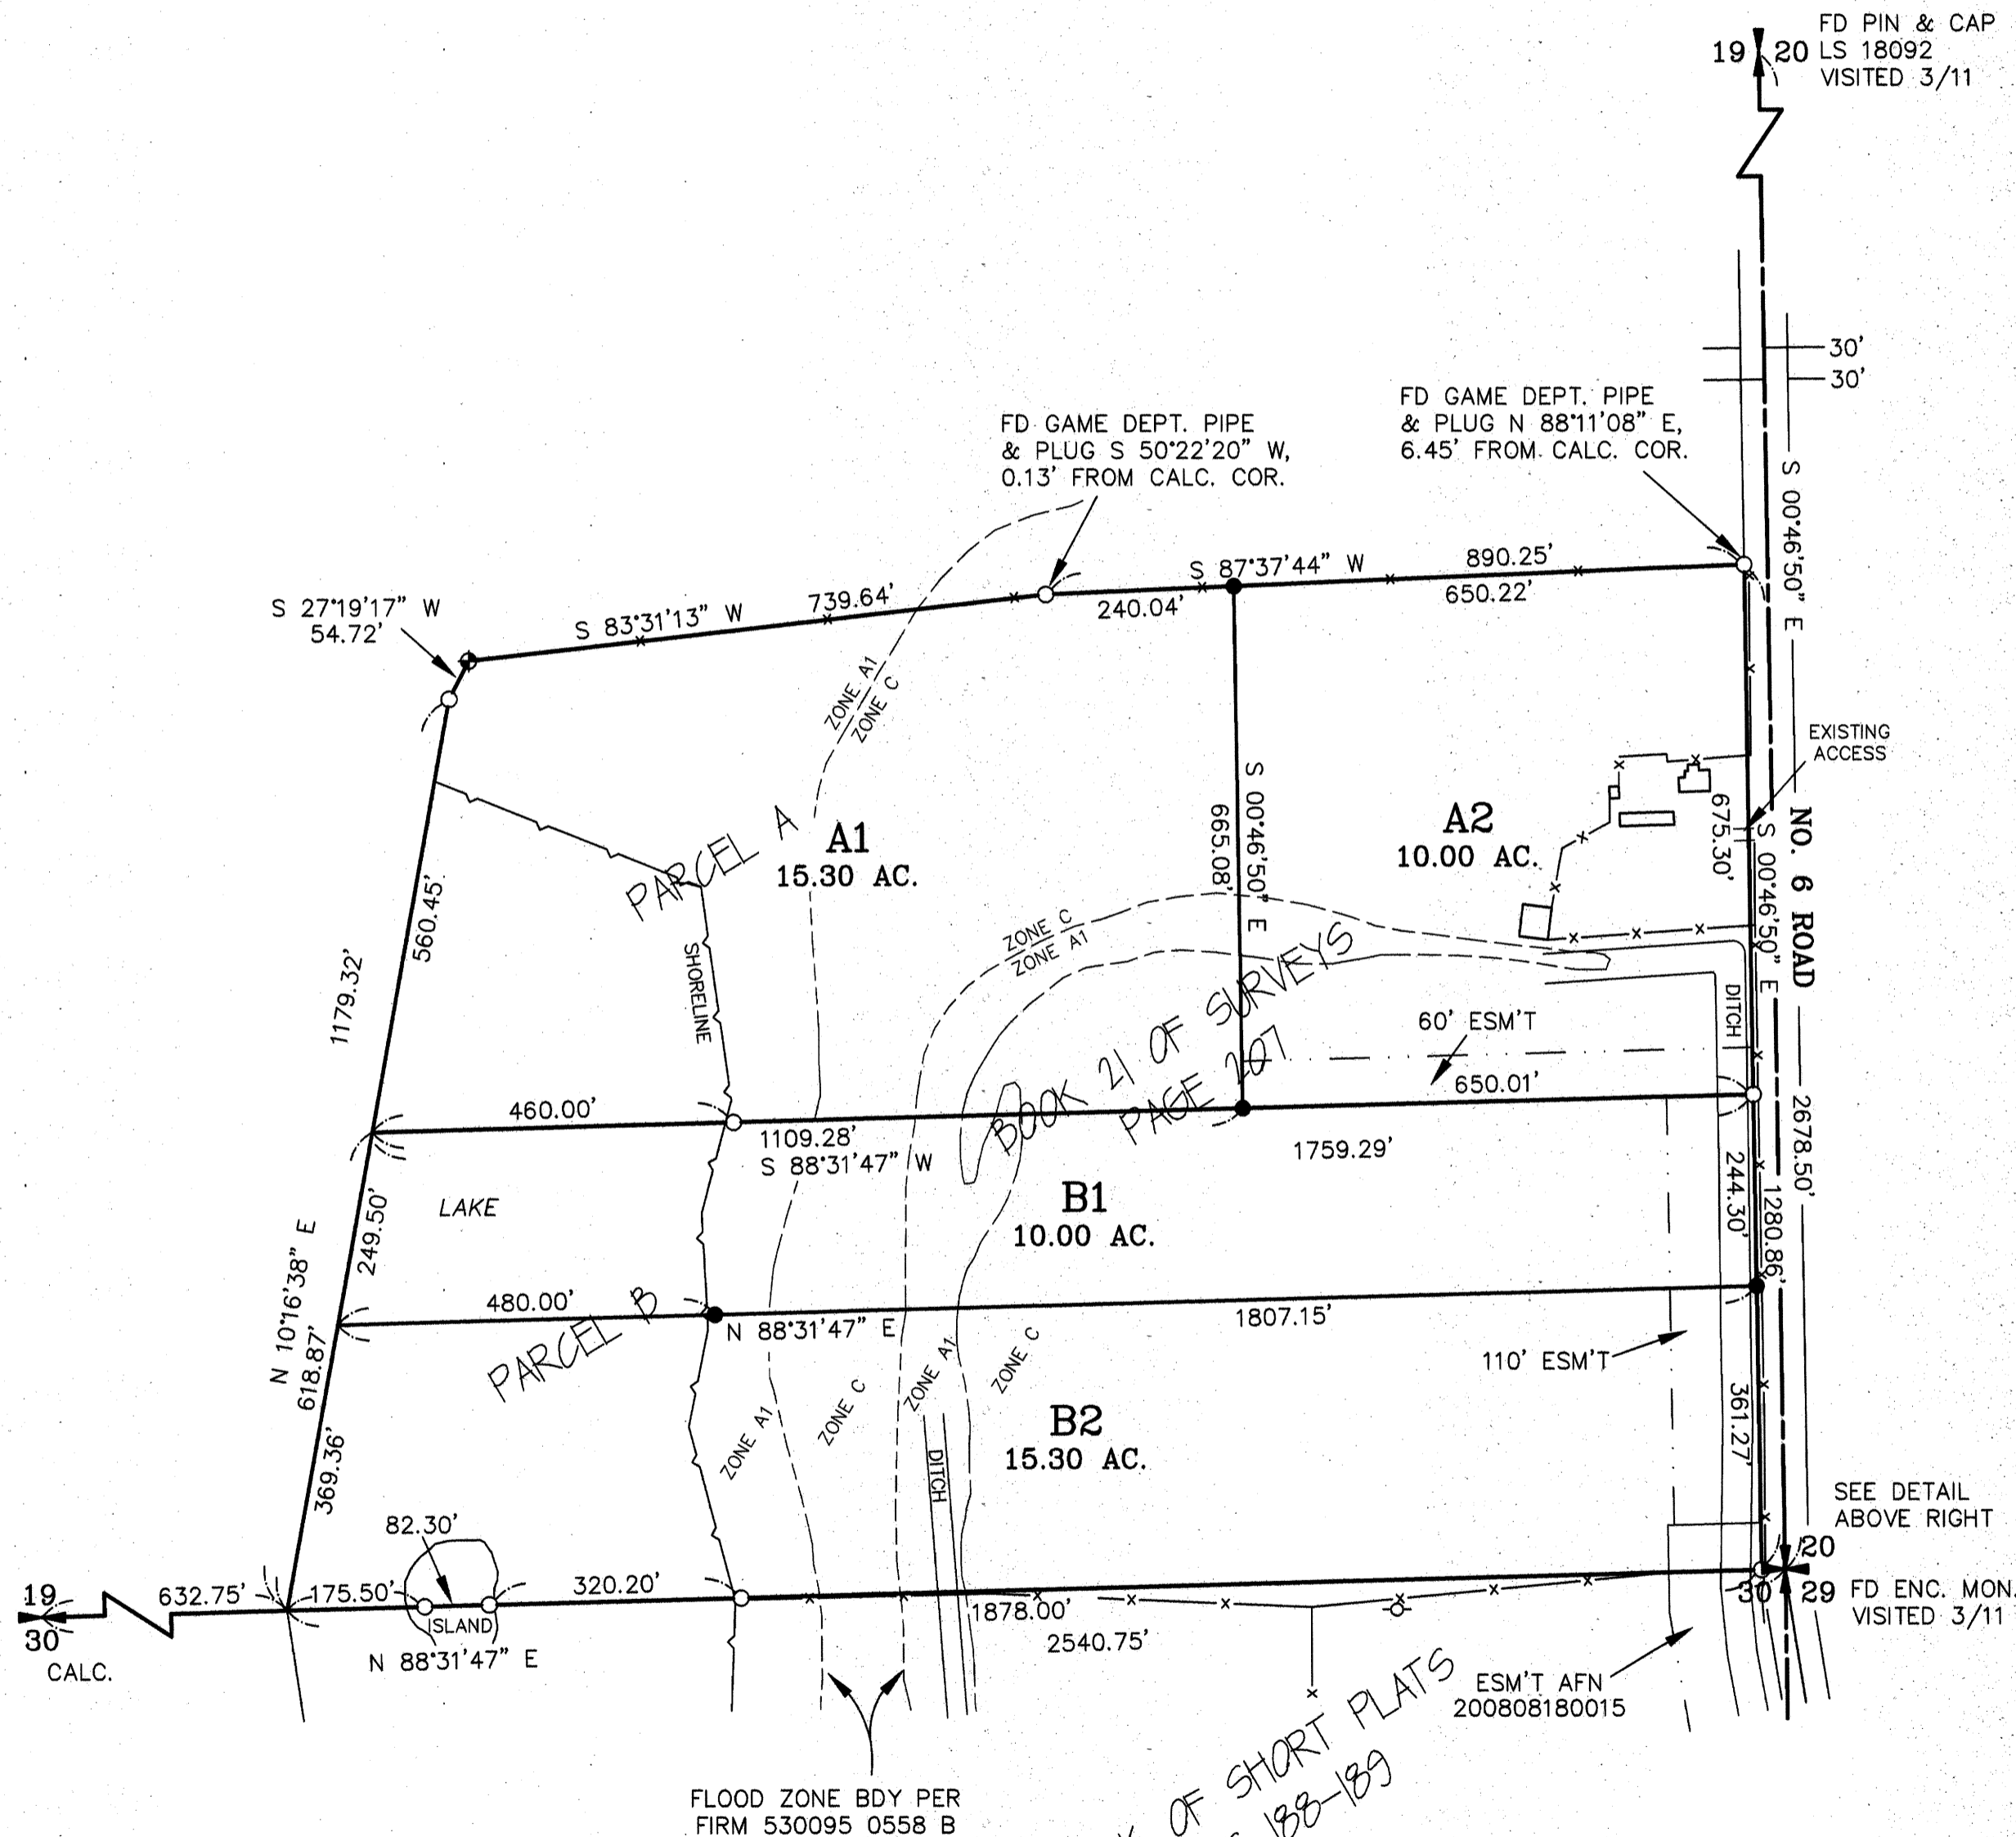 FD PIN & CAP
19 20 LS 18092
VISITED 3/11
30'
30'
FD GAME DEPT. PIPE
& PLUG N 88°11'08" E,
6.45' FROM CALC. COR.
FD GAME DEPT. PIPE
& PLUG S 50°22'20" W,
0.13' FROM CALC. COR.
S 00°46'50" E
S 87°37'44" W
890.25'
650.22'
240.04'
739.64'
S 83°31'13" W
S 27°19'17" W
54.72'
ZONE A1
ZONE C
EXISTING
ACCESS
S 00°46'50" E
665.08'
A2
10.00 AC.
675.30'
S 00°46'50" E
NO. 6 ROAD
PARCEL A
A1
15.30 AC.
560.45'
1179.32'
SHORELINE
ZONE C
ZONE A1
BOOK 21 OF SURVEYS
PAGE 207
60' ESM'T
DITCH
650.01'
460.00'
1109.28'
S 88°31'47" W
1759.29'
2678.50'
244.30'
1280.86'
LAKE
249.50'
B1
10.00 AC.
N 10°16'38" E
618.87'
480.00'
PARCEL B
N 88°31'47" E
1807.15'
110' ESM'T
ZONE A1
ZONE C
ZONE A1
ZONE C
B2
15.30 AC.
361.27'
369.36'
DITCH
82.30'
SEE DETAIL
ABOVE RIGHT
19
30
CALC.
632.75'
175.50'
320.20'
ISLAND
N 88°31'47" E
1878.00'
2540.75'
20
30 29
FD ENC. MON.
VISITED 3/11
ESM'T AFN
200808180015
OF SHORT PLATS
188-189
FLOOD ZONE BDY PER
FIRM 530095 0558 B